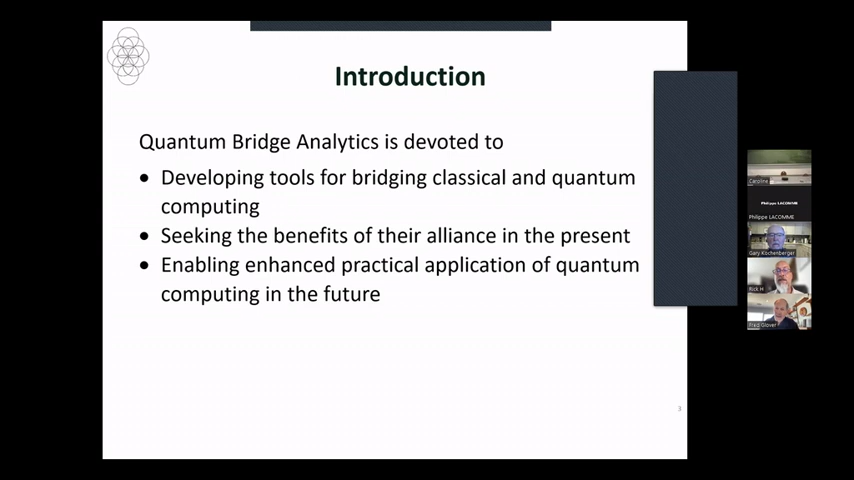 Introduction
Quantum Bridge Analytics is devoted to
• Developing tools for bridging classical and quantum
computing
• Seeking the benefits of their alliance in the present
• Enabling enhanced practical application of quantum
computing in the future
3
Caroline
Philippe LACOMME
Philippe LACOMME
Gary Kochenberger
Rick H
Fred Glover